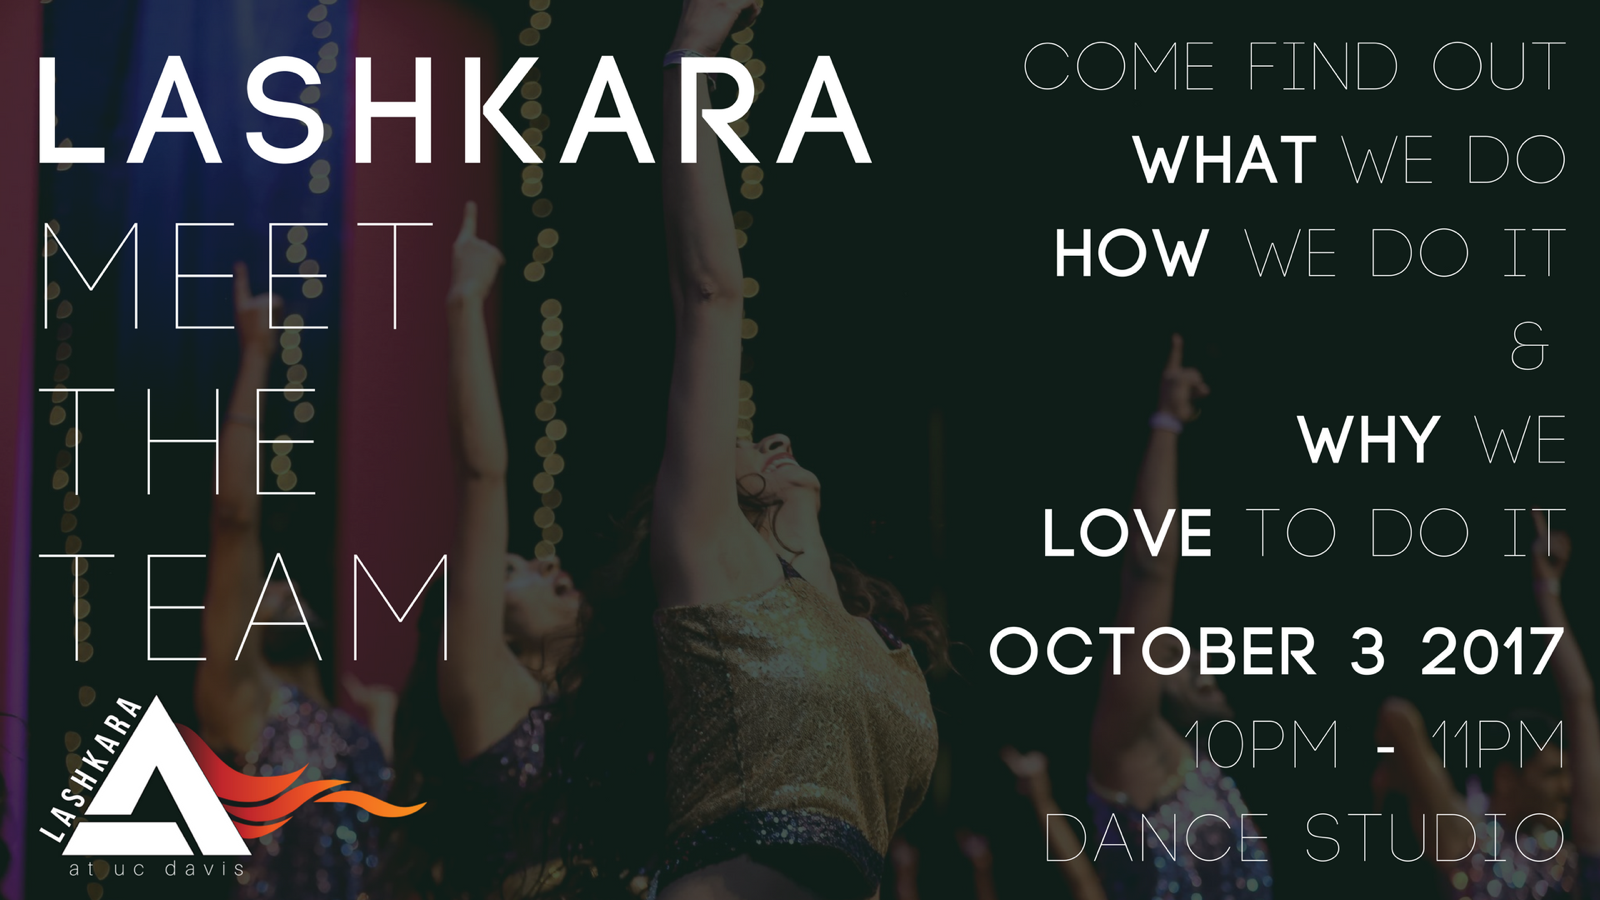 LASHKARA
MEET
THE
TEAM
LASHKARA
at uc davis
COME FIND OUT
WHAT WE DO
HOW WE DO IT
&
WHY WE
LOVE TO DO IT
OCTOBER 3 2017
10PM - 11PM
DANCE STUDIO